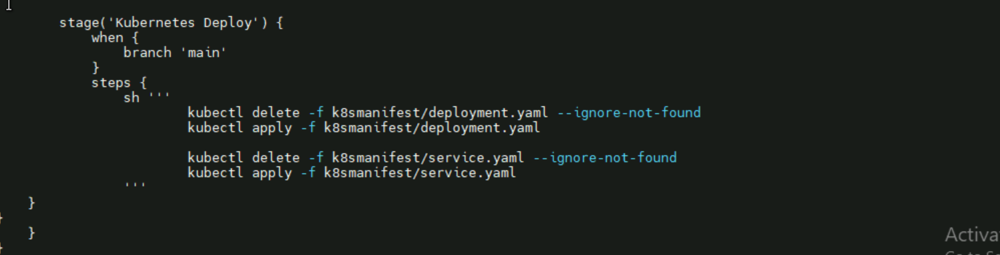 stage('Kubernetes Deploy') {
when {
branch 'main'
}
steps {
sh '''
kubectl delete -f k8smanifest/deployment.yaml --ignore-not-found
kubectl apply -f k8smanifest/deployment.yaml
kubectl delete -f k8smanifest/service.yaml --ignore-not-found
kubectl apply -f k8smanifest/service.yaml
'''
}
}
}
}
Activa